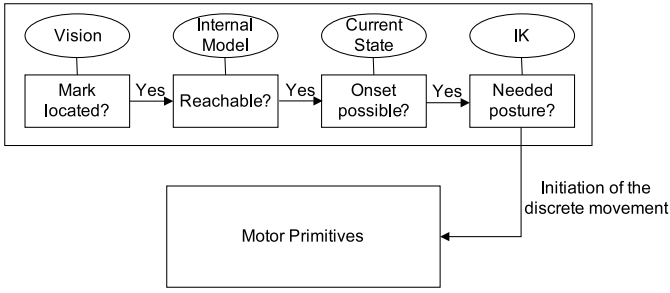 Vision
Internal
Model
Current
State
IK
Mark
located?
Yes
Reachable?
Yes
Onset
possible?
Yes
Needed
posture?
Initiation of the
discrete movement
Motor Primitives